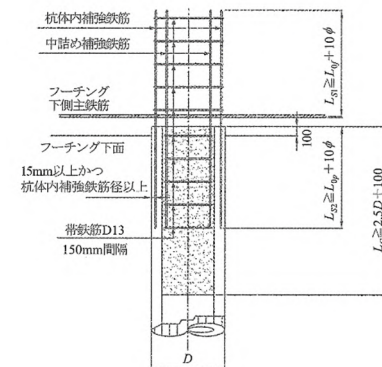 杭体内補強鉄筋
中詰め補強鉄筋
フーチング
下側主鉄筋
フーチング下面
15mm以上かつ
杭体内補強鉄筋径以上
帯鉄筋D13
150mm間隔
L_{S1}≧L_{0f}+10φ
100
L_{S2}≧L_{0p}+10φ
≧2.5D+100
D